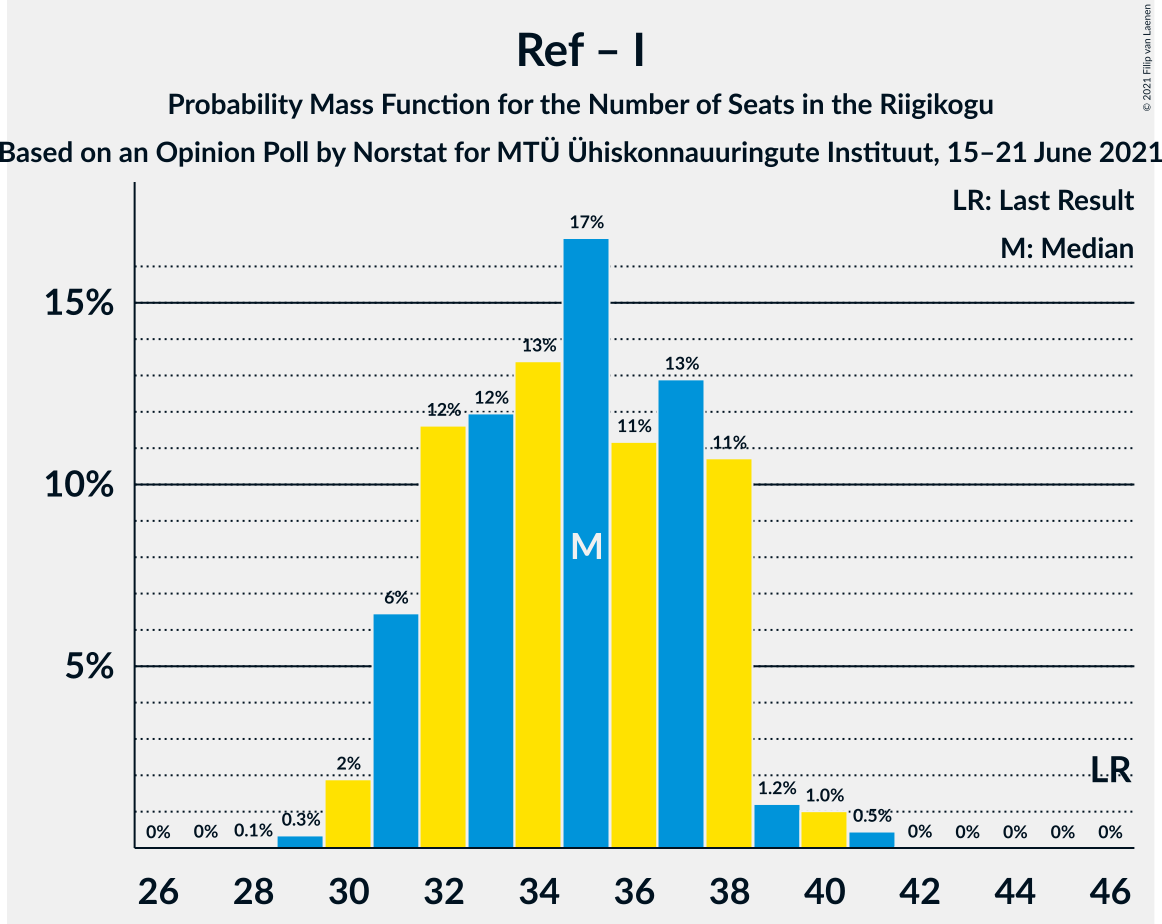 Ref – I
Probability Mass Function for the Number of Seats in the Riigikogu
Based on an Opinion Poll by Norstat for MTÜ Ühiskonnauuringute Instituut, 15–21 June 2021
© 2021 Filip van Laenen
LR: Last Result
M: Median
15%
10%
5%
0% 0% 0.1% 0.3% 2% 6% 12% 12% 13% 17% 11% 13% 11% 1.2% 1.0% 0.5% 0% 0% 0% 0% 0%
M
LR
26 28 30 32 34 36 38 40 42 44 46